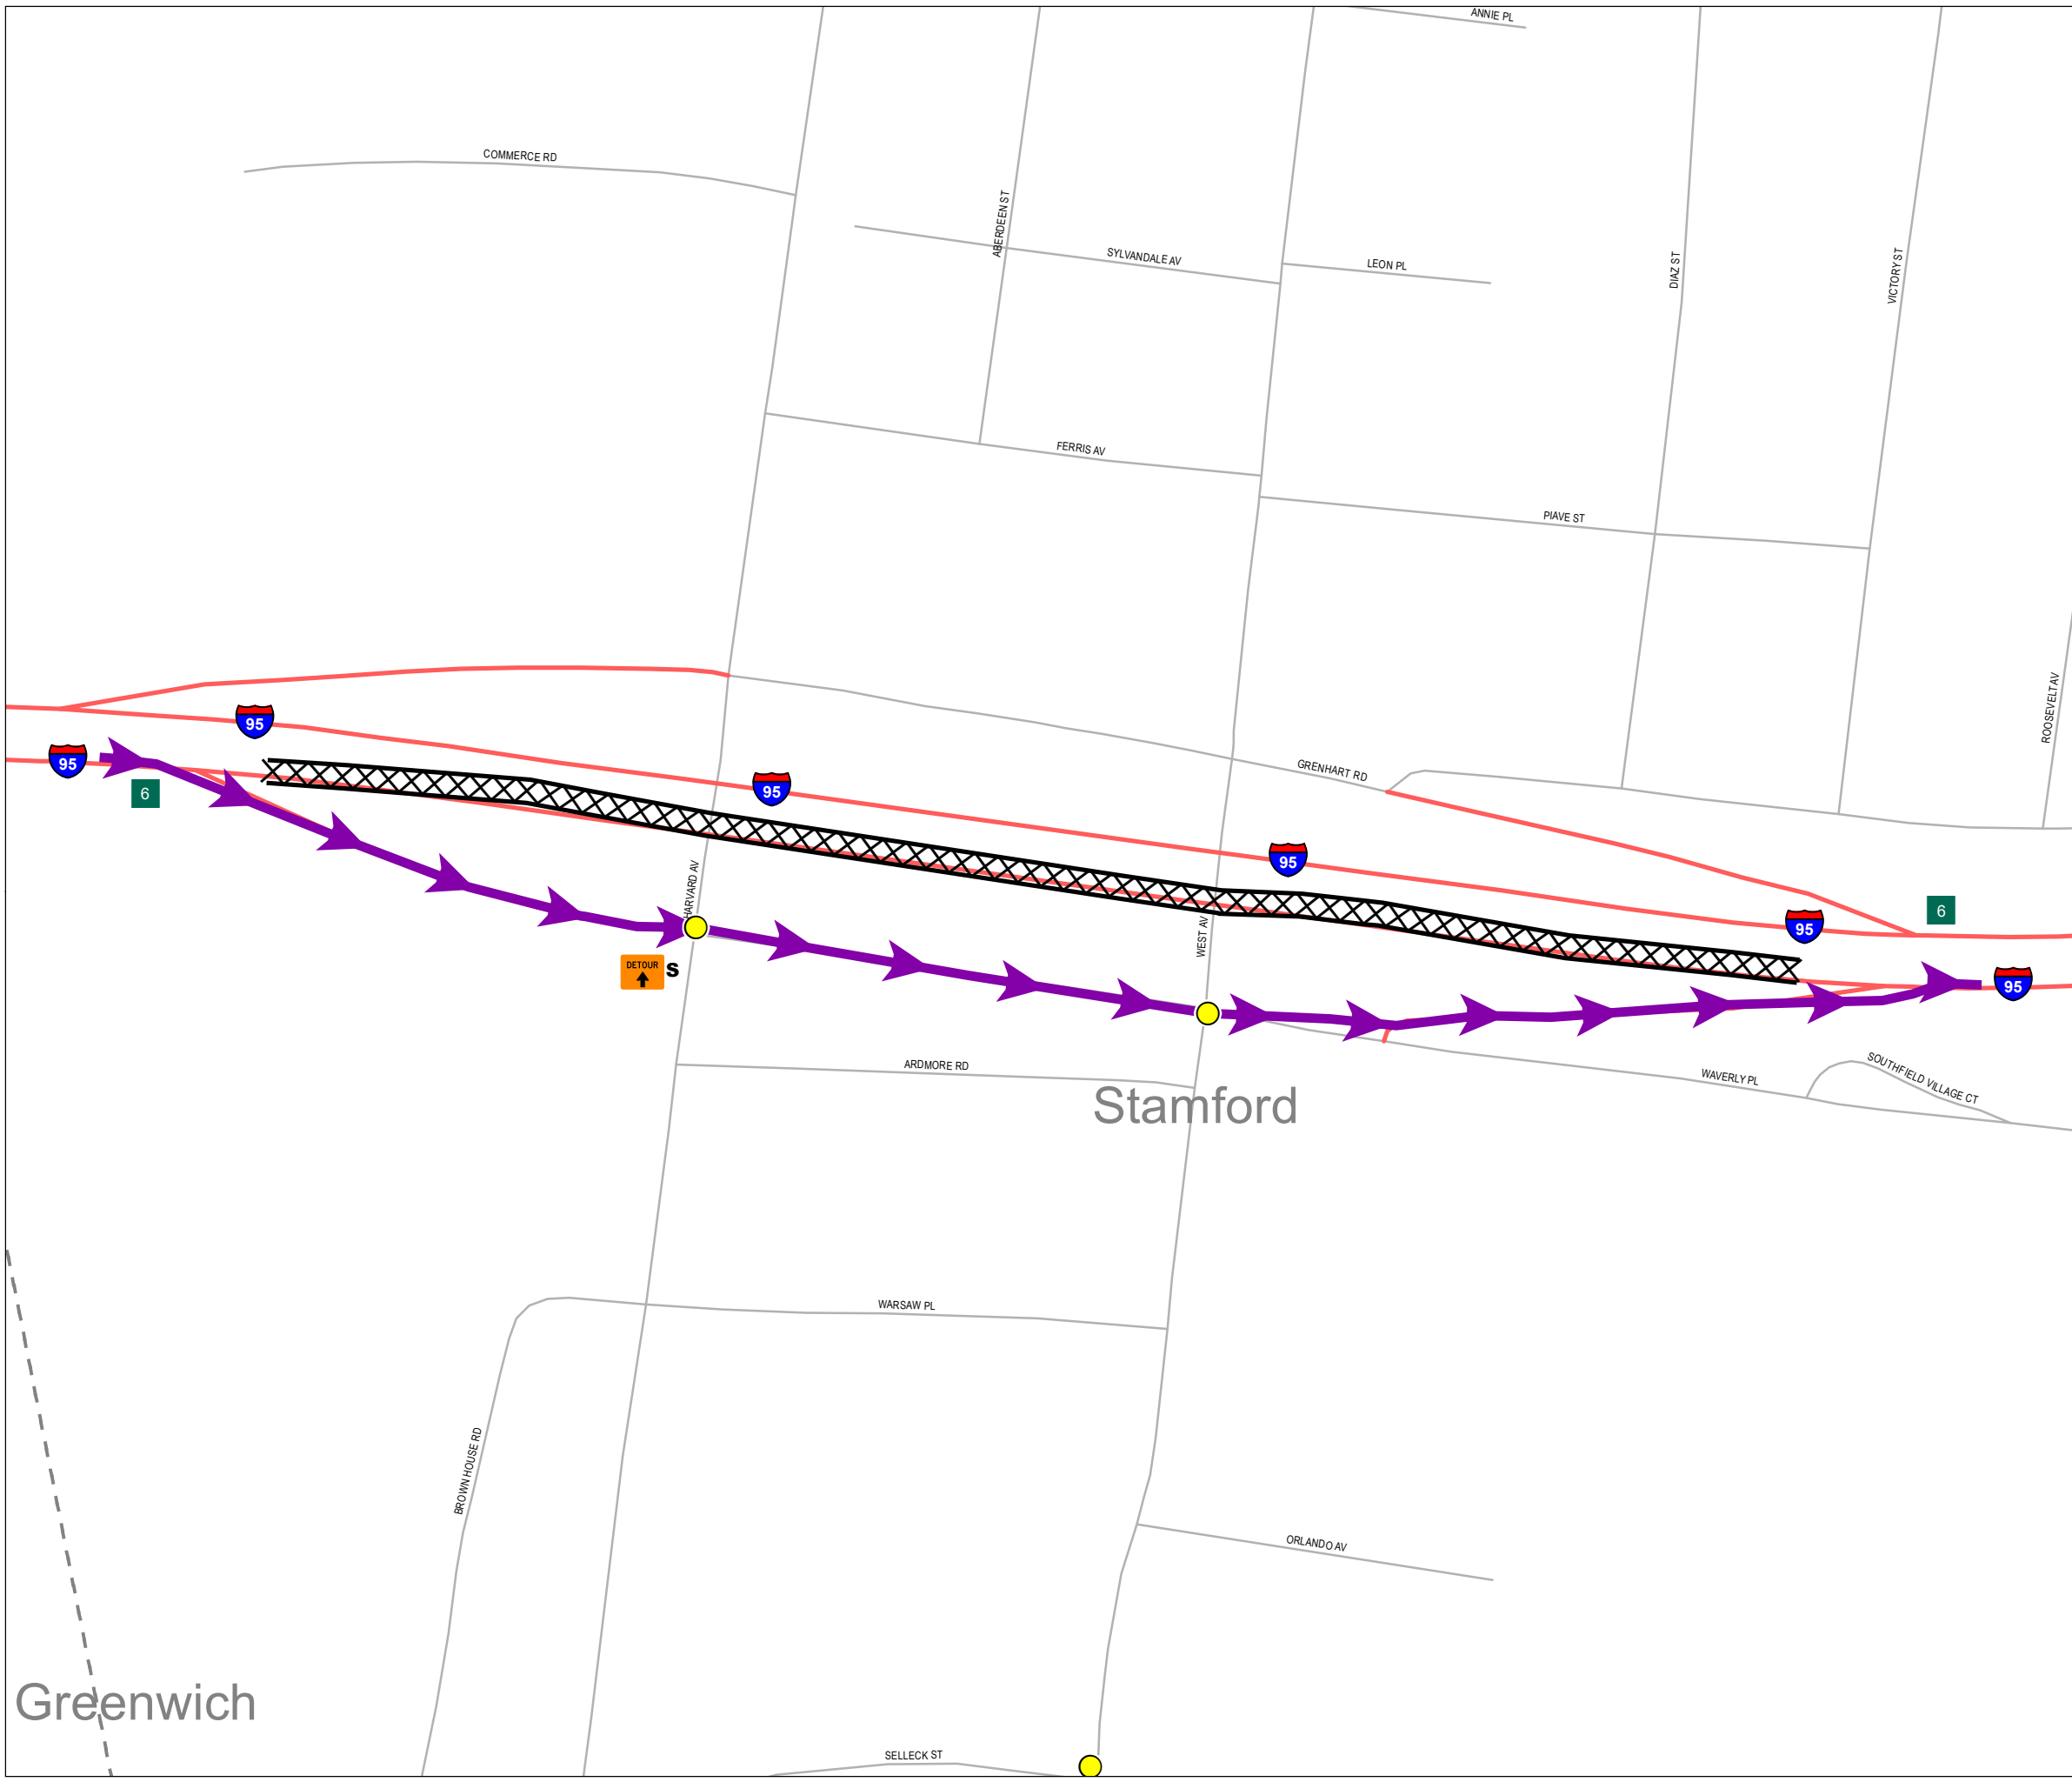 ANNIE PL
COMMERCE RD
ABERDEEN ST
SYLVANDALE AV
LEON PL
DIAZ ST
VICTORY ST
FERRIS AV
PIAVE ST
ROOSEVELT AV
95
95
6
95
GRENHART RD
95
HARVARD AV
WEST AV
95
6
DETOUR
S
95
ARDMORE RD
Stamford
WAVERLY PL
SOUTHFIELD VILLAGE CT
WARSAW PL
BROWN HOUSE RD
ORLANDO AV
Greenwich
SELLECK ST